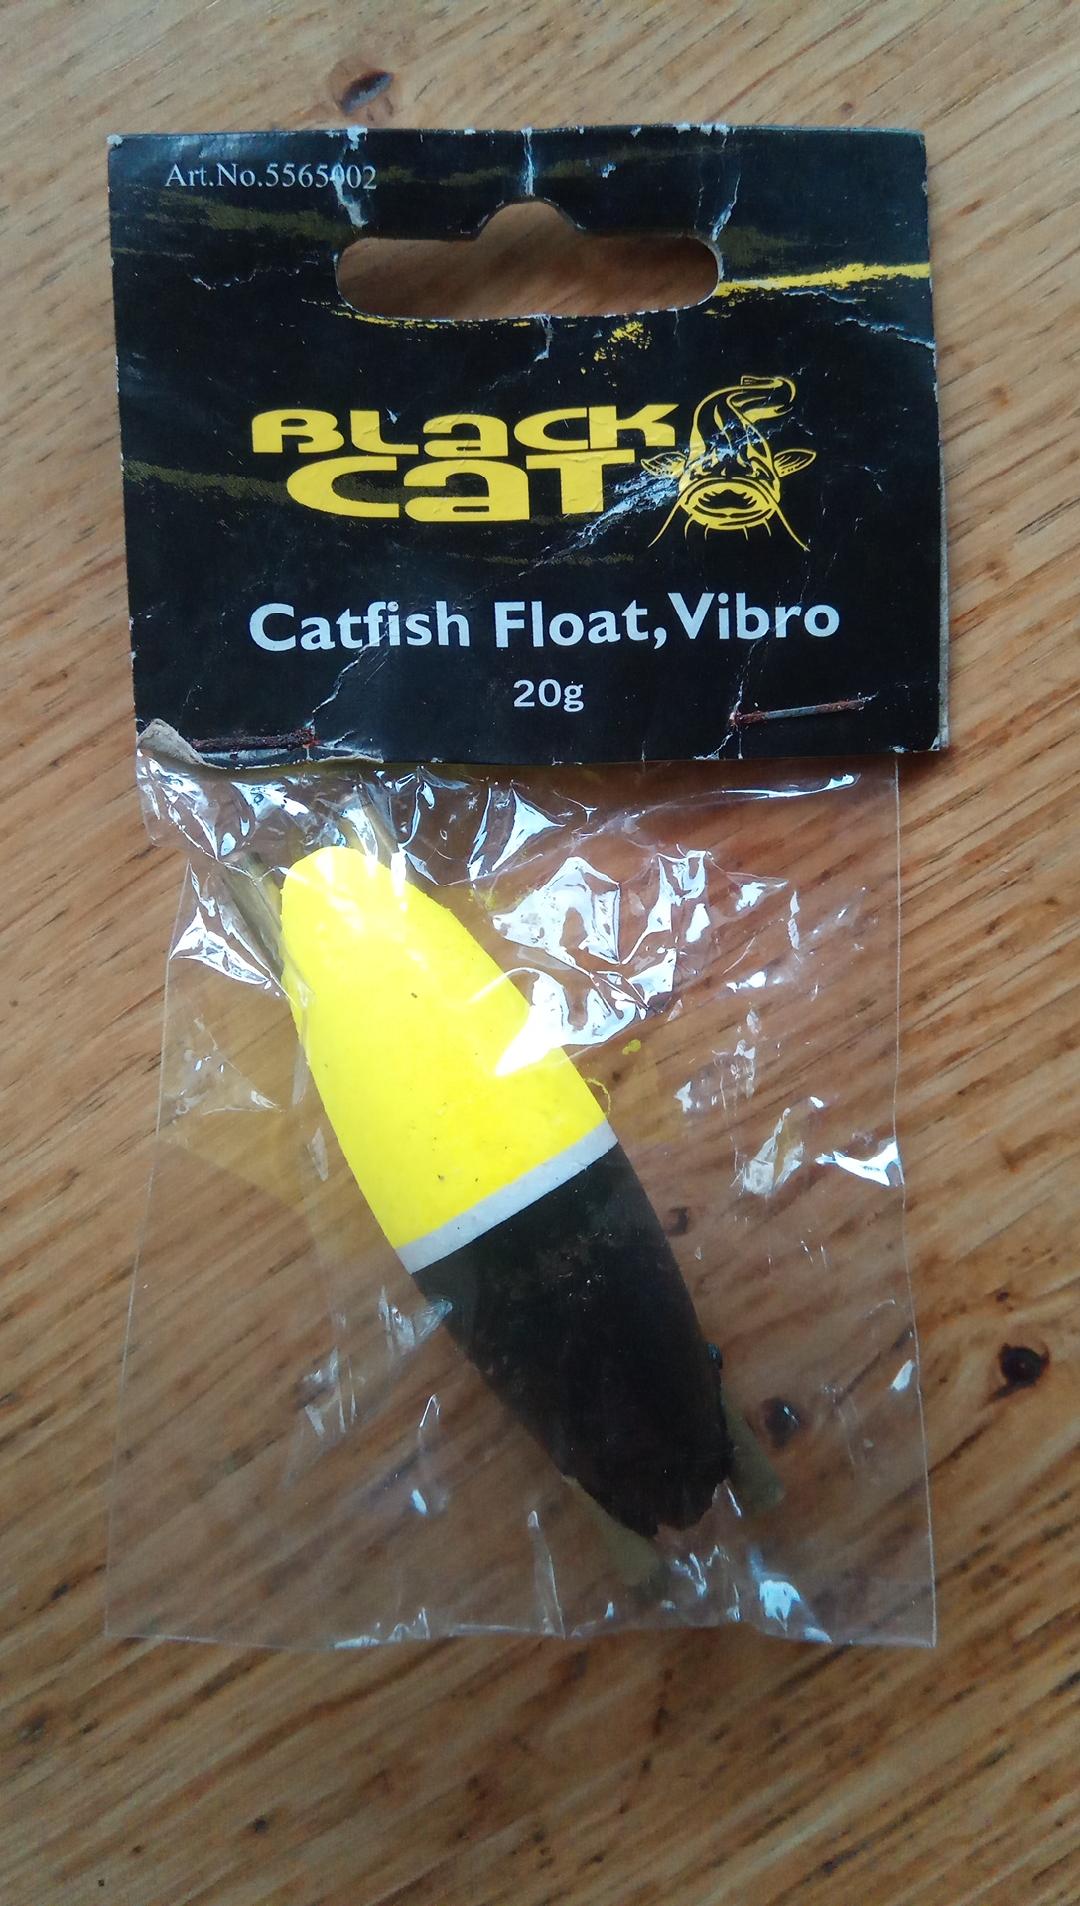 Art.No.5565002
BLacK
CaT
Catfish Float, Vibro
20g